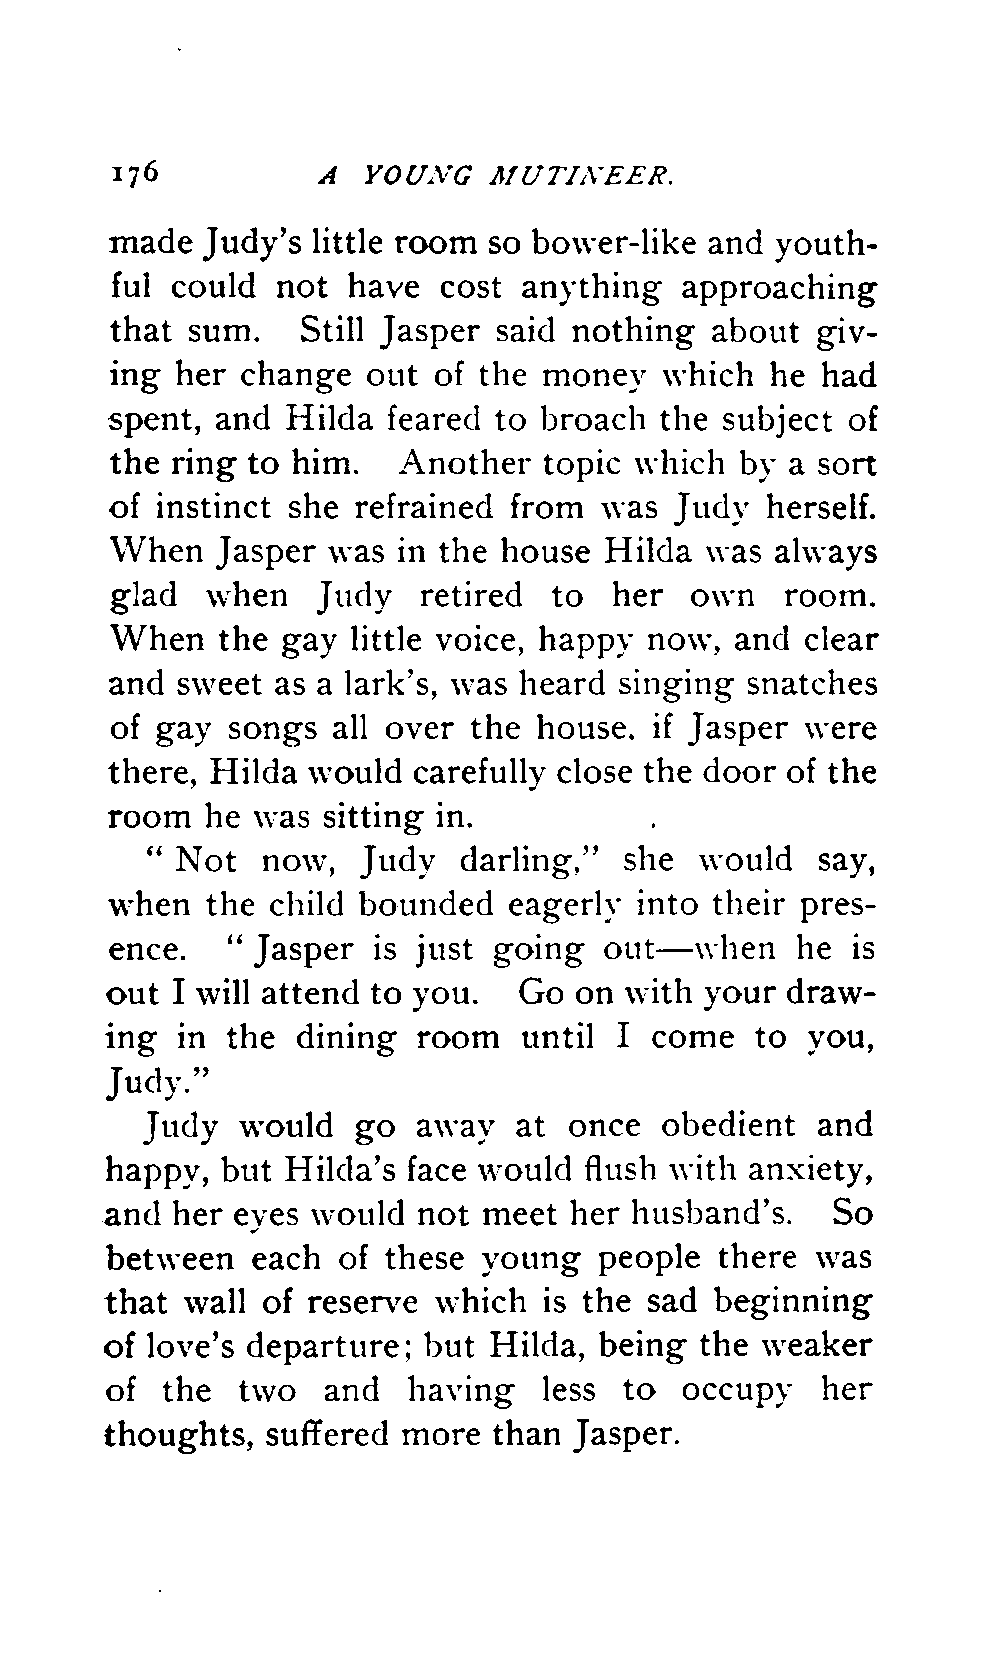 176 A YOUNG MUTINEER.
made Judy's little room so bower-like and youth-
ful could not have cost anything approaching
that sum. Still Jasper said nothing about giv-
ing her change out of the money which he had
spent, and Hilda feared to broach the subject of
the ring to him. Another topic which by a sort
of instinct she refrained from was Judy herself.
When Jasper was in the house Hilda was always
glad when Judy retired to her own room.
When the gay little voice, happy now, and clear
and sweet as a lark's, was heard singing snatches
of gay songs all over the house. if Jasper were
there, Hilda would carefully close the door of the
room he was sitting in.
" Not now, Judy darling," she would say,
when the child bounded eagerly into their pres-
ence. " Jasper is just going out—when he is
out I will attend to you. Go on with your draw-
ing in the dining room until I come to you,
Judy."
Judy would go away at once obedient and
happy, but Hilda's face would flush with anxiety,
and her eyes would not meet her husband's. So
between each of these young people there was
that wall of reserve which is the sad beginning
of love's departure; but Hilda, being the weaker
of the two and having less to occupy her
thoughts, suffered more than Jasper.